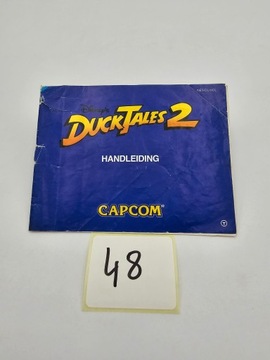 Disney's
DUCKTALES 2
HANDLEIDING
CAPCOM
48